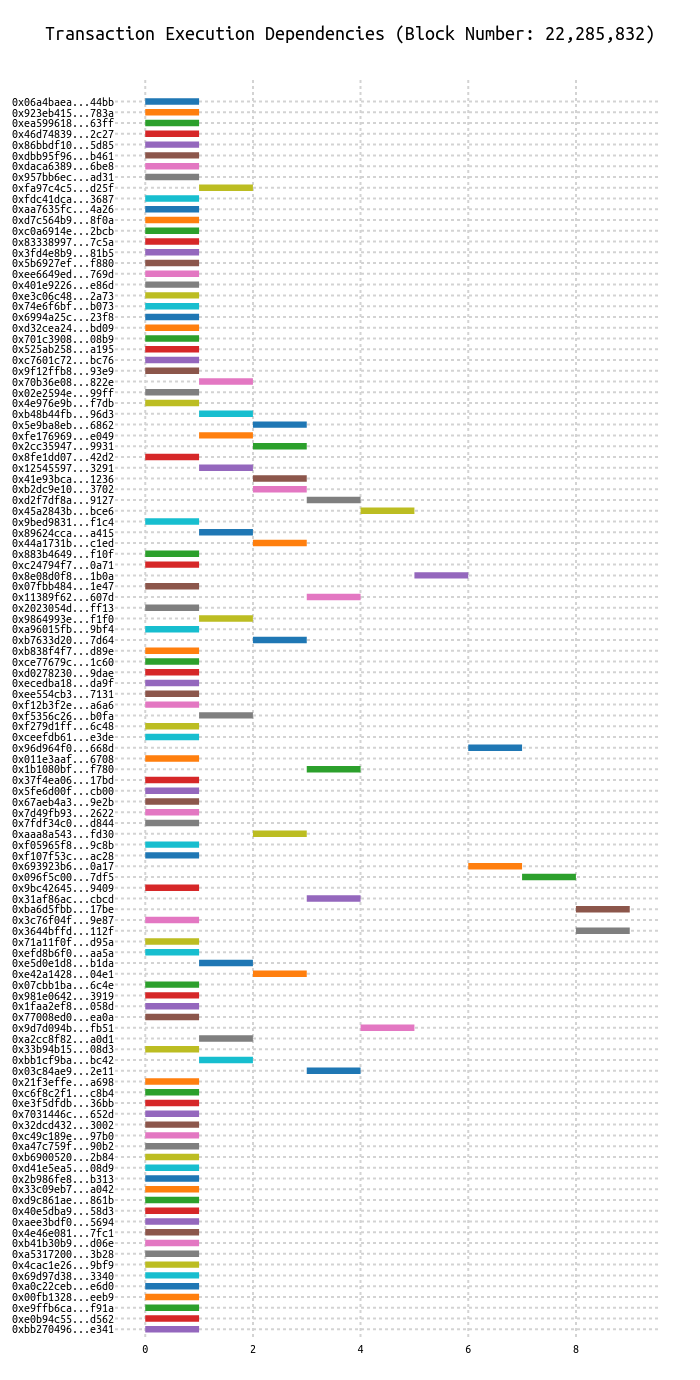 Transaction Execution Dependencies (Block Number: 22,285,832)
0x06a4baea...44bb
0x923eb415...783a
0xea599618...63ff
0x46d74839...2c27
0x86bbdf10...5d85
0xdbb95f96...b461
0xdaca6389...6be8
0x957bb6ec...ad31
0xfa97c4c5...d25f
0xfdc41dca...3687
0xaa7635fc...4a26
0xd7c564b9...8f0a
0xc0a6914e...2bcb
0x83338997...7c5a
0x3fd4e8b9...81b5
0x5b6927ef...f880
0xee6649ed...769d
0x401e9226...e86d
0xe3c06c48...2a73
0x74e6f6bf...b073
0x6994a25c...23f8
0xd32cea24...bd09
0x701c3908...08b9
0x525ab258...a195
0xc7601c72...bc76
0x9f12ffb8...93e9
0x70b36e08...822e
0x02e2594e...99ff
0x4e976e9b...f7db
0xb48b44fb...96d3
0x5e9ba8eb...6862
0xfe176969...e049
0x2cc35947...9931
0x8fe1dd07...42d2
0x12545597...3291
0x41e93bca...1236
0xb2dc9e10...3702
0xd2f7df8a...9127
0x45a2843b...bce6
0x9bed9831...f1c4
0x89624cca...a415
0x44a1731b...c1ed
0x883b4649...f10f
0xc24794f7...0a71
0x8e08d0f8...1b0a
0x07fbb484...1e47
0x11389f62...607d
0x2023054d...ff13
0x9864993e...f1f0
0xa96015fb...9bf4
0xb7633d20...7d64
0xb838f4f7...d89e
0xce77679c...1c60
0xd0278230...9dae
0xecedba18...da9f
0xee554cb3...7131
0xf12b3f2e...a6a6
0xf5356c26...b0fa
0xf279d1ff...6c48
0xceefdb61...e3de
0x96d964f0...668d
0x011e3aaf...6708
0x1b1080bf...f780
0x37f4ea06...17bd
0x5fe6d00f...cb00
0x67aeb4a3...9e2b
0x7d49fb93...2622
0x7fdf34c0...d844
0xaaa8a543...fd30
0xf05965f8...9c8b
0xf107f53c...ac28
0x693923b6...0a17
0x096f5c00...7df5
0x9bc42645...9409
0x31af86ac...cbcd
0xba6d5fbb...17be
0x3c76f04f...9e87
0x3644bffd...112f
0x71a11f0f...d95a
0xefd8b6f0...aa5a
0xe5d0e1d8...b1da
0xe42a1428...04e1
0x07cbb1ba...6c4e
0x981e0642...3919
0x1faa2ef8...058d
0x77008ed0...ea0a
0x9d7d094b...fb51
0xa2cc8f82...a0d1
0x33b94b15...08d3
0xbb1cf9ba...bc42
0x03c84ae9...2e11
0x21f3effe...a698
0xc6f8c2f1...c8b4
0xe3f5dfdb...36bb
0x7031446c...652d
0x32dcd432...3002
0xc49c189e...97b0
0xa47c759f...90b2
0xb6900520...2b84
0xd41e5ea5...08d9
0x2b986fe8...b313
0x33c09eb7...a042
0xd9c861ae...861b
0x40e5dba9...58d3
0xaee3bdf0...5694
0x4e46e081...7fc1
0xb41b30b9...d06e
0xa5317200...3b28
0x4cac1e26...9bf9
0x69d97d38...3340
0xa0c22ceb...e6d0
0x00fb1328...eeb9
0xe9ffb6ca...f91a
0xe0b94c55...d562
0xbb270496...e341
0 2 4 6 8